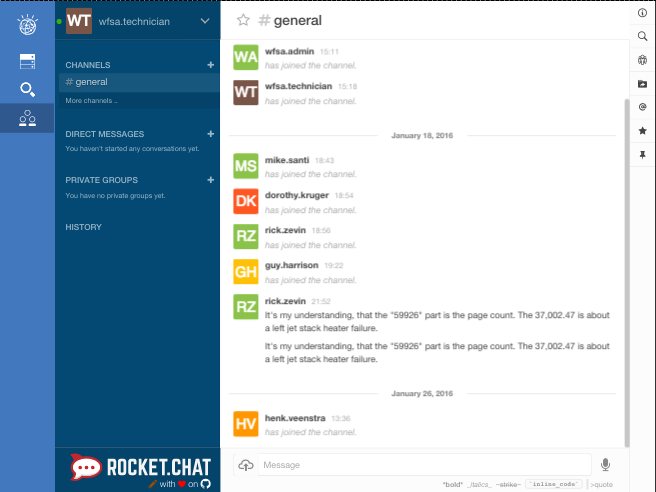 WT wfsa.technician
CHANNELS +
# general
More channels ..
DIRECT MESSAGES +
You haven't started any conversations yet.
PRIVATE GROUPS +
You have no private groups yet.
HISTORY
ROCKET.CHAT
with ❤ on
# general
WA wfsa.admin 15:11
has joined the channel.
WT wfsa.technician 15:18
has joined the channel.
January 18, 2016
MS mike.santi 18:43
has joined the channel.
DK dorothy.kruger 18:54
has joined the channel.
RZ rick.zevin 18:56
has joined the channel.
GH guy.harrison 19:22
has joined the channel.
RZ rick.zevin 21:52
It's my understanding, that the "59926" part is the page count. The 37,002.47 is about
a left jet stack heater failure.
It's my understanding, that the "59926" part is the page count. The 37,002.47 is about
a left jet stack heater failure.
January 26, 2016
HV henk.veenstra 13:36
has joined the channel.
Message
*bold* _italics_ ~strike~ `inline_code` >quote